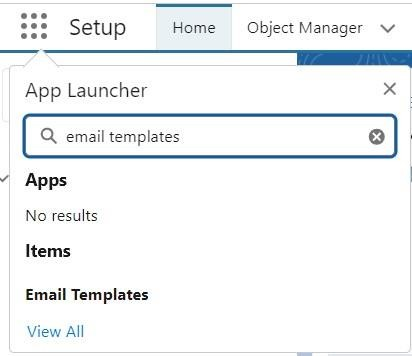 Setup
Home
Object Manager
App Launcher
email templates
Apps
No results
Items
Email Templates
View All